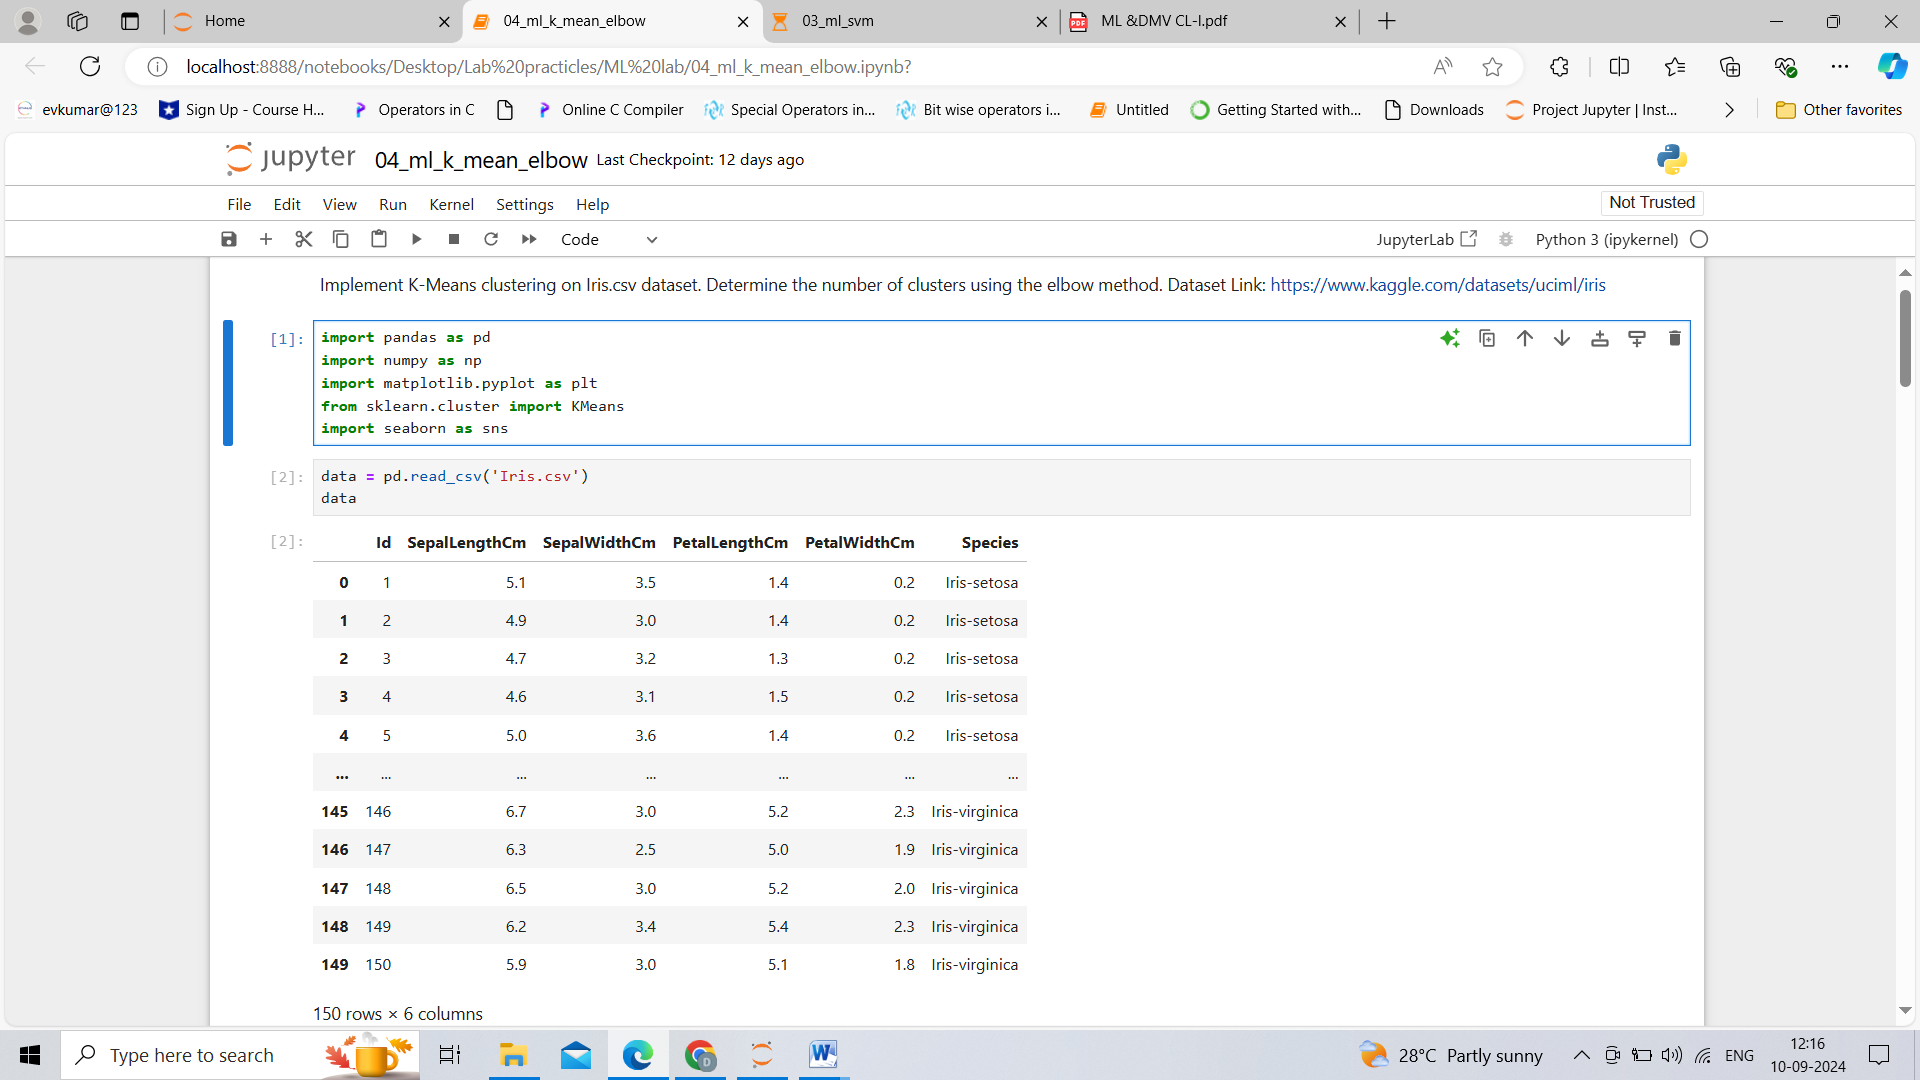 Home
04_ml_k_mean_elbow
03_ml_svm
ML &DMV CL-I.pdf
localhost:8888/notebooks/Desktop/Lab%20practicles/ML%20lab/04_ml_k_mean_elbow.ipynb?
evkumar@123
Sign Up - Course H...
Operators in C
Online C Compiler
Special Operators in...
Bit wise operators i...
Untitled
Getting Started with...
Downloads
Project Jupyter | Inst...
Other favorites
jupyter 04_ml_k_mean_elbow Last Checkpoint: 12 days ago
File Edit View Run Kernel Settings Help
Not Trusted
Code
JupyterLab
Python 3 (ipykernel)
Implement K-Means clustering on Iris.csv dataset. Determine the number of clusters using the elbow method. Dataset Link: https://www.kaggle.com/datasets/uciml/iris
[1]: import pandas as pd
import numpy as np
import matplotlib.pyplot as plt
from sklearn.cluster import KMeans
import seaborn as sns
[2]: data = pd.read_csv('Iris.csv')
data
[2]: Id SepalLengthCm SepalWidthCm PetalLengthCm PetalWidthCm Species
0 1 5.1 3.5 1.4 0.2 Iris-setosa
1 2 4.9 3.0 1.4 0.2 Iris-setosa
2 3 4.7 3.2 1.3 0.2 Iris-setosa
3 4 4.6 3.1 1.5 0.2 Iris-setosa
4 5 5.0 3.6 1.4 0.2 Iris-setosa
... ... ... ... ... ... ...
145 146 6.7 3.0 5.2 2.3 Iris-virginica
146 147 6.3 2.5 5.0 1.9 Iris-virginica
147 148 6.5 3.0 5.2 2.0 Iris-virginica
148 149 6.2 3.4 5.4 2.3 Iris-virginica
149 150 5.9 3.0 5.1 1.8 Iris-virginica
150 rows × 6 columns
Type here to search
28°C Partly sunny
ENG
12:16
10-09-2024